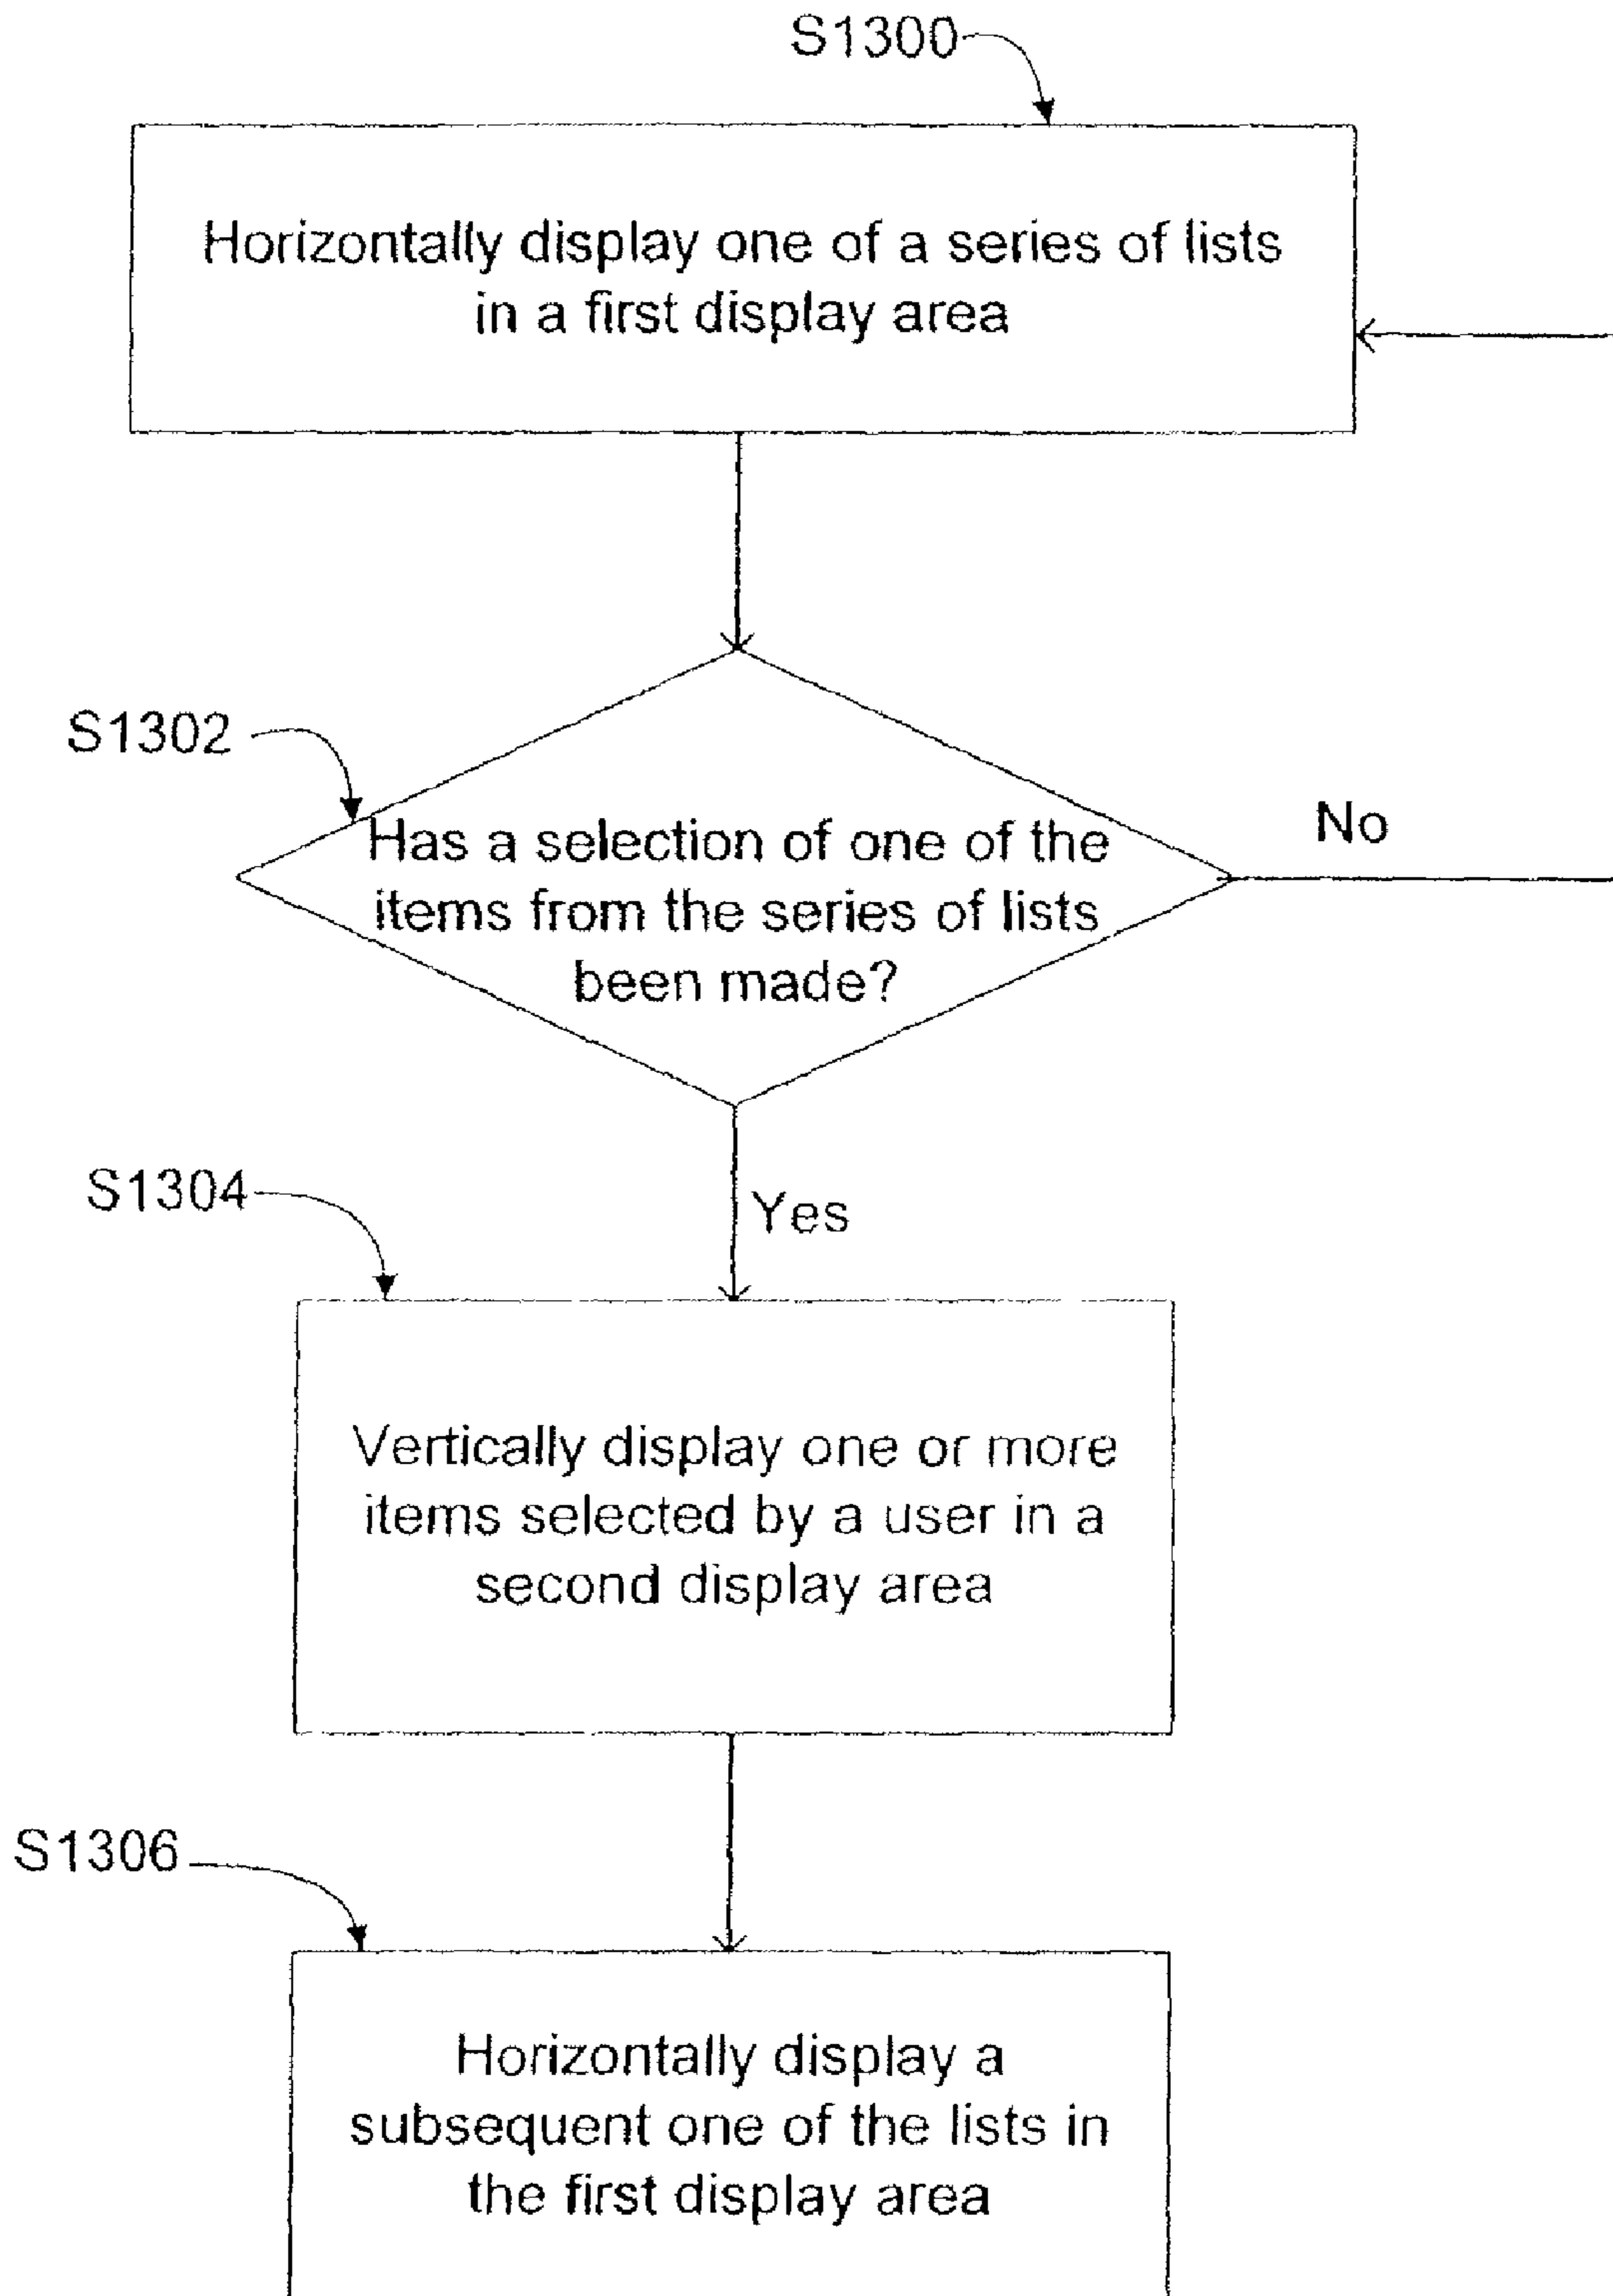 S1300
Horizontally display one of a series of lists
in a first display area
S1302
Has a selection of one of the
items from the series of lists
been made?
No
S1304
Yes
Vertically display one or more
items selected by a user in a
second display area
S1306
Horizontally display a
subsequent one of the lists in
the first display area